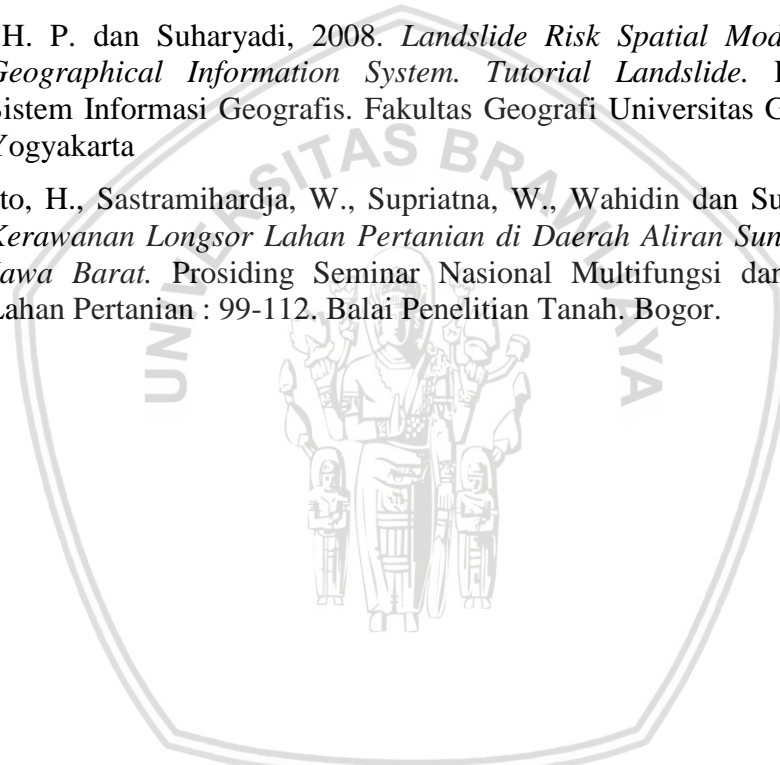 H. P. dan Suharyadi, 2008. Landslide Risk Spatial Mod
Geographical Information System. Tutorial Landslide.
Sistem Informasi Geografis. Fakultas Geografi Universitas G
Yogyakarta
to, H., Sastramihardja, W., Supriatna, W., Wahidin dan Su
Kerawanan Longsor Lahan Pertanian di Daerah Aliran Sun
Jawa Barat. Prosiding Seminar Nasional Multifungsi dan
Lahan Pertanian : 99-112. Balai Penelitian Tanah. Bogor.
UNIVERSITAS BRAWIJAYA